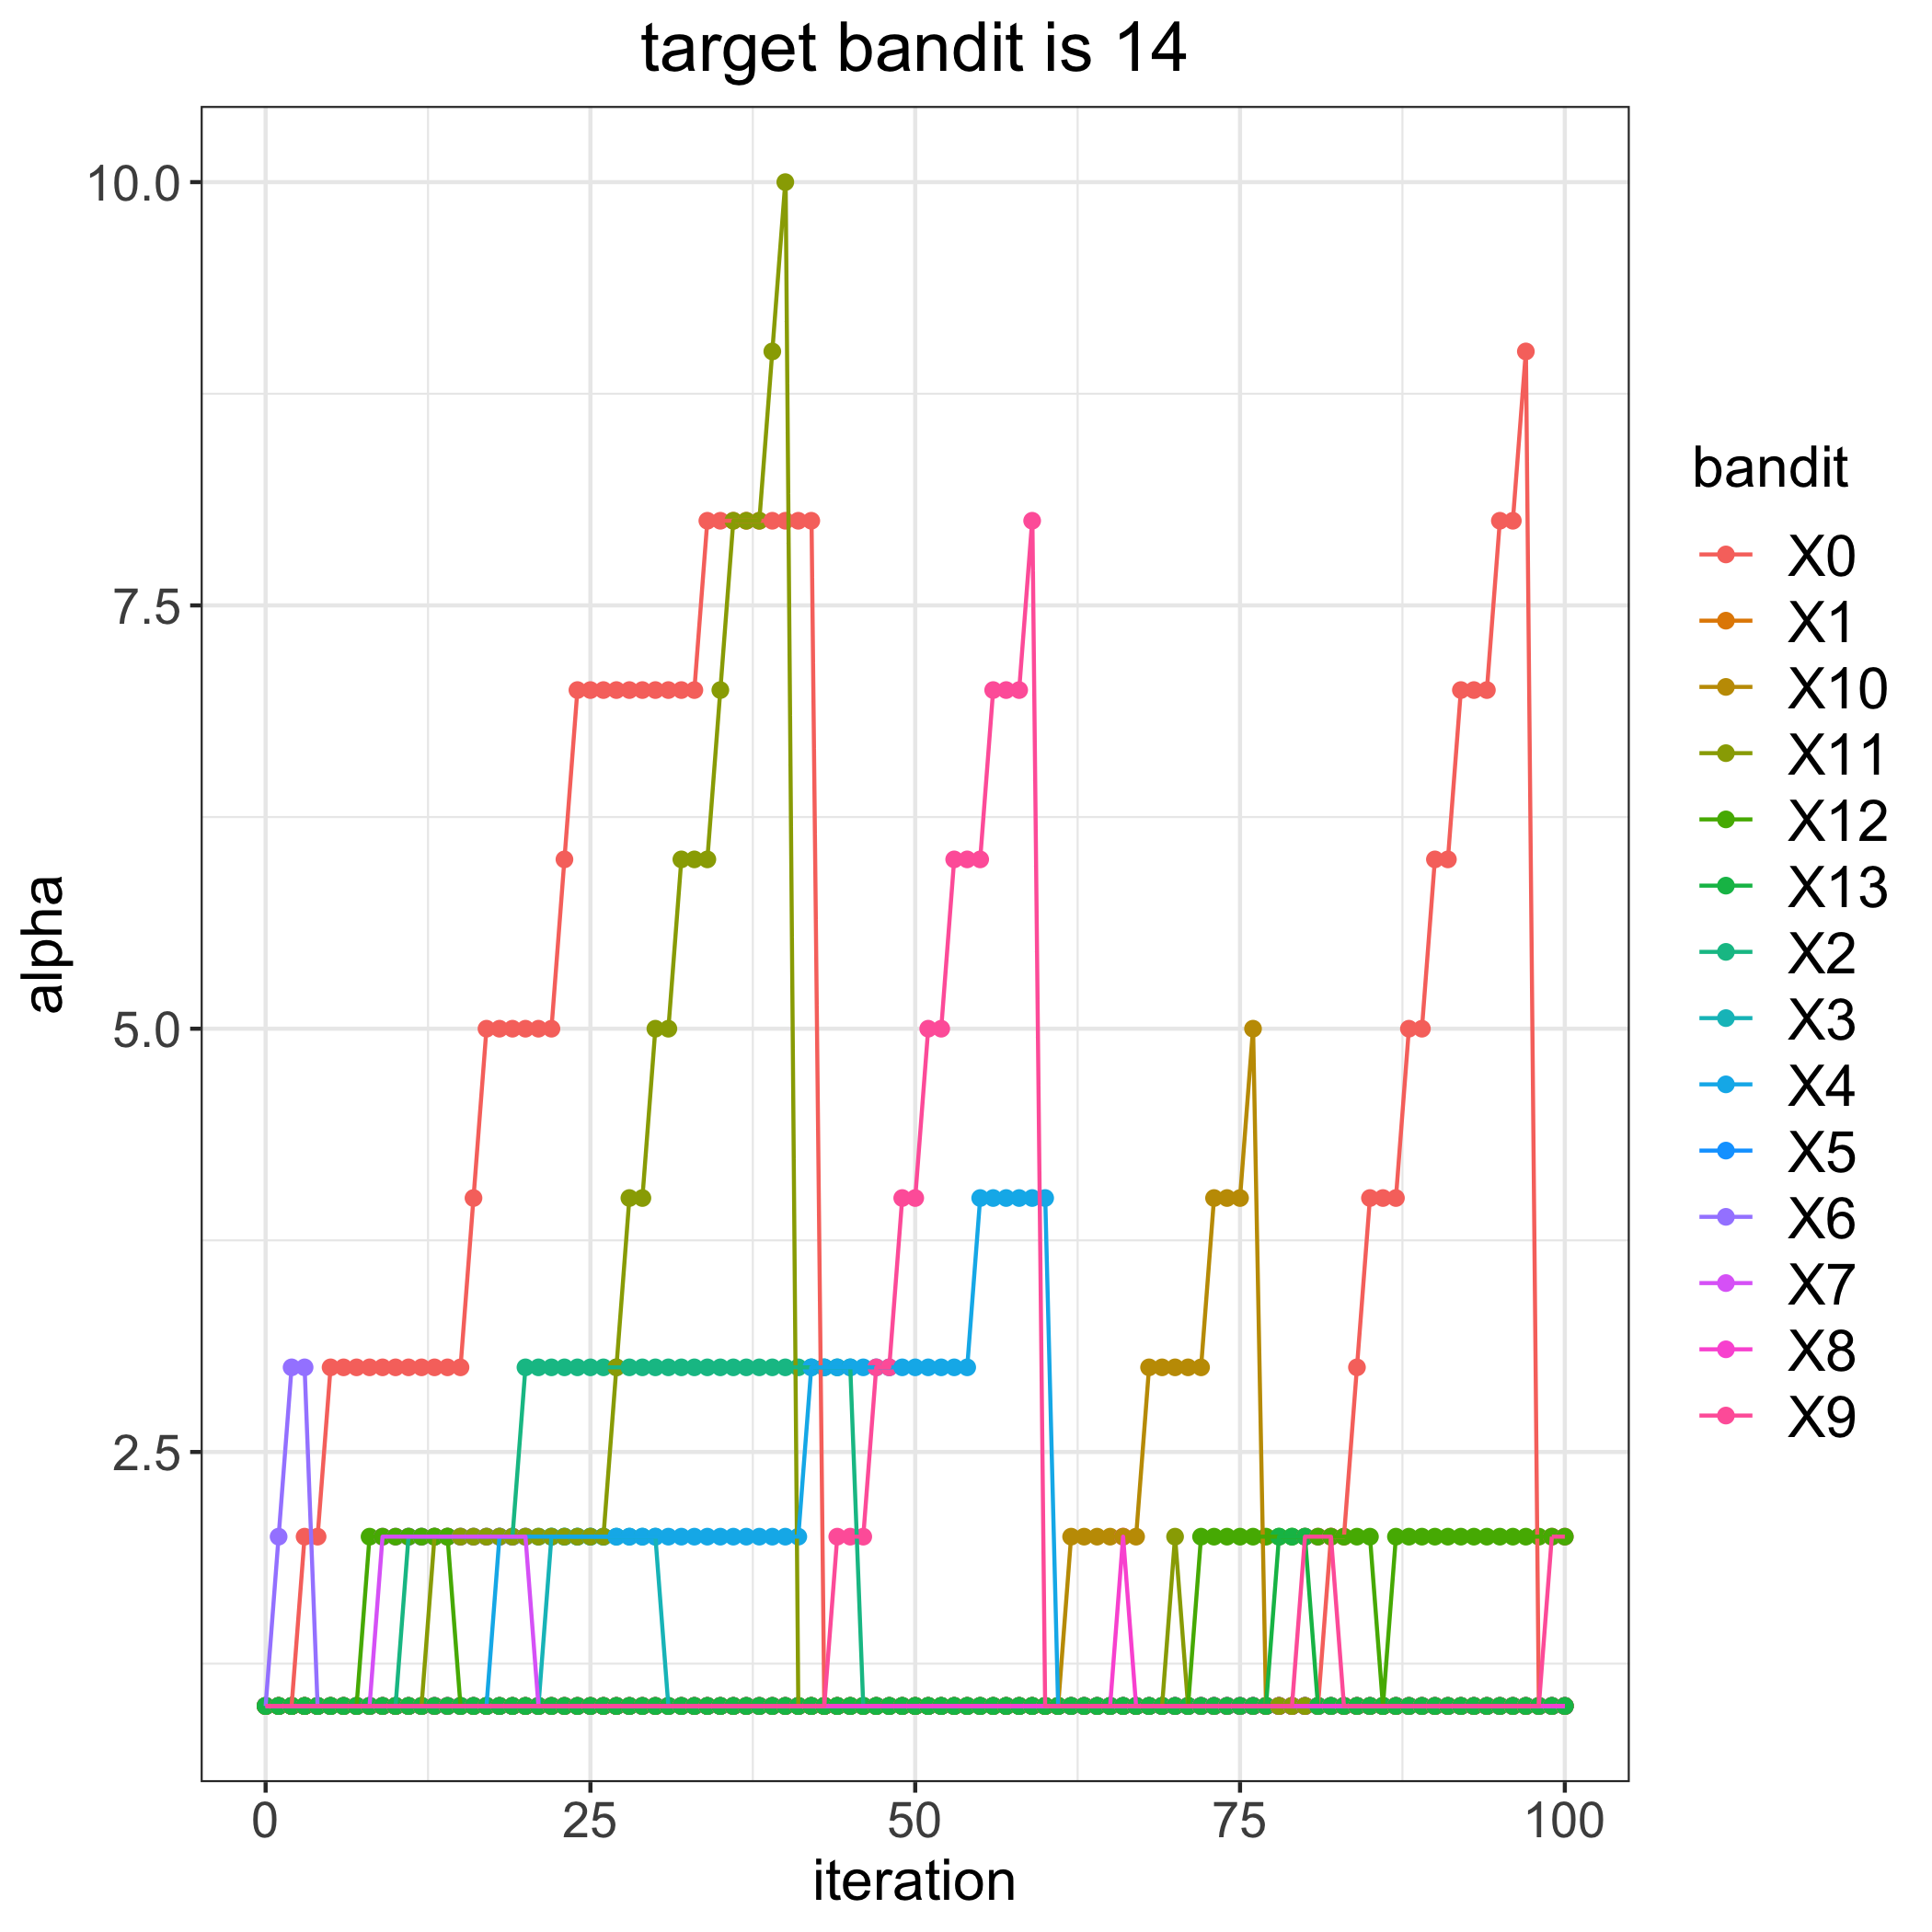 target bandit is 14
10.0
7.5
5.0
2.5
alpha
0 25 50 75 100
iteration
bandit
X0
X1
X10
X11
X12
X13
X2
X3
X4
X5
X6
X7
X8
X9